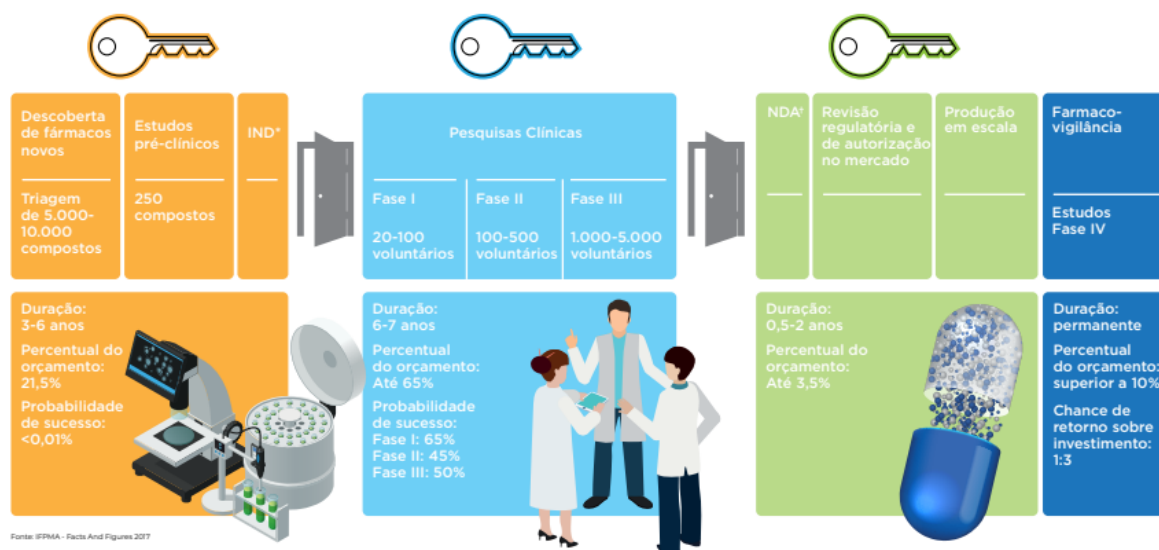 Descoberta
de fármacos
novos
Triagem
de 5.000-
10.000
compostos
Estudos
pré-clínicos
250
compostos
IND*
Pesquisas Clínicas
Fase I
20-100
voluntários
Fase II
100-500
voluntários
Fase III
1.000-5.000
voluntários
NDA*
Revisão
regulatória e
de autorização
no mercado
Produção
em escala
Farmaco-
vigilância
Estudos
Fase IV
Duração:
3-6 anos
Percentual do
orçamento:
21,5%
Probabilidade
de sucesso:
<0,01%
Duração:
6-7 anos
Percentual
do orçamento:
Até 65%
Probabilidade
de sucesso:
Fase I: 65%
Fase II: 45%
Fase III: 50%
Duração:
0,5-2 anos
Percentual do
orçamento:
Até 3,5%
Duração:
permanente
Percentual
do orçamento:
superior a 10%
Chance de
retorno sobre
investimento:
1:3
Fonte: IFPMA - Facts And Figures 2017